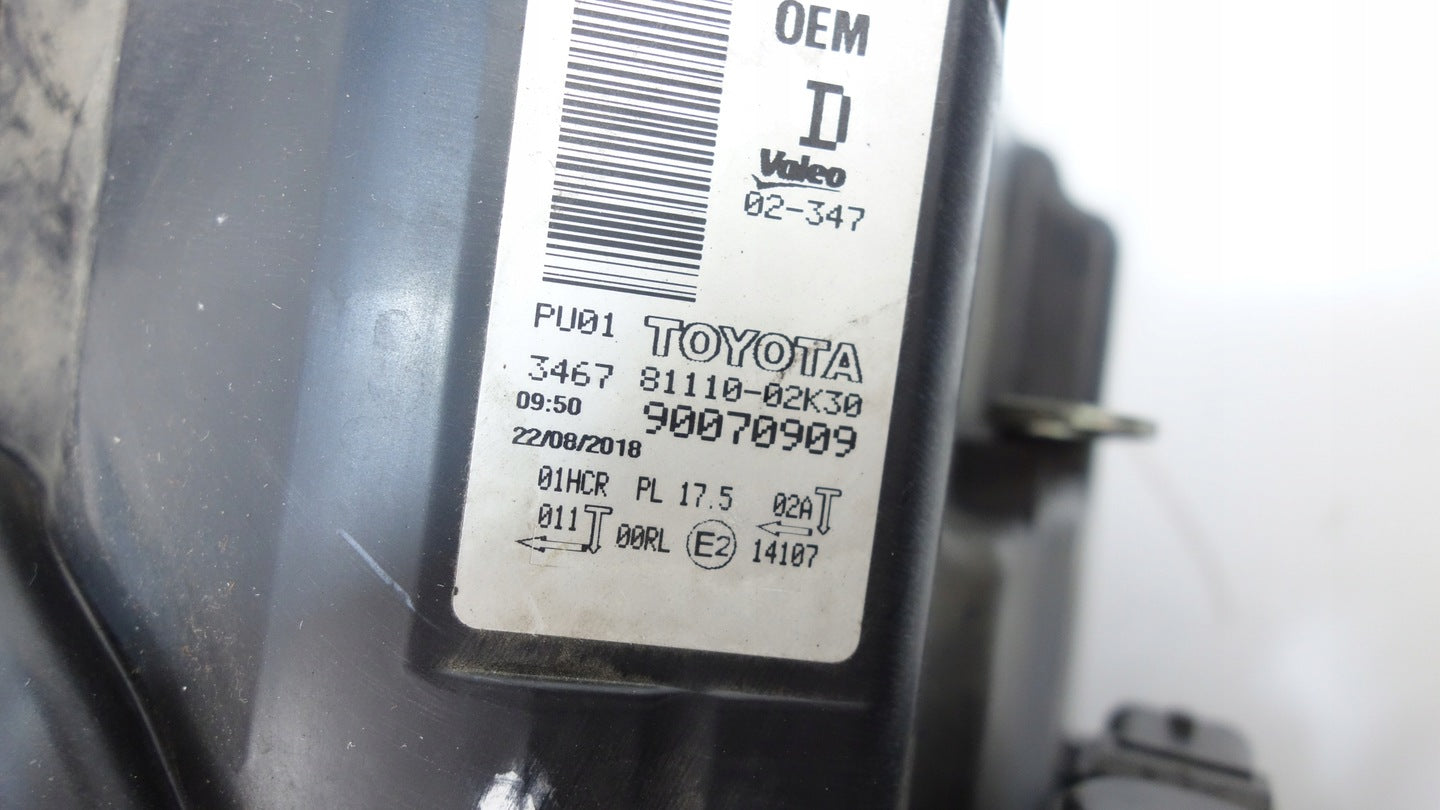 OEM
D
Valeo
02-347
PU01 TOYOTA
3467 81110-02K30
09:50 90070909
22/08/2018
01HCR PL 17.5 02A
011 00RL E2 14107